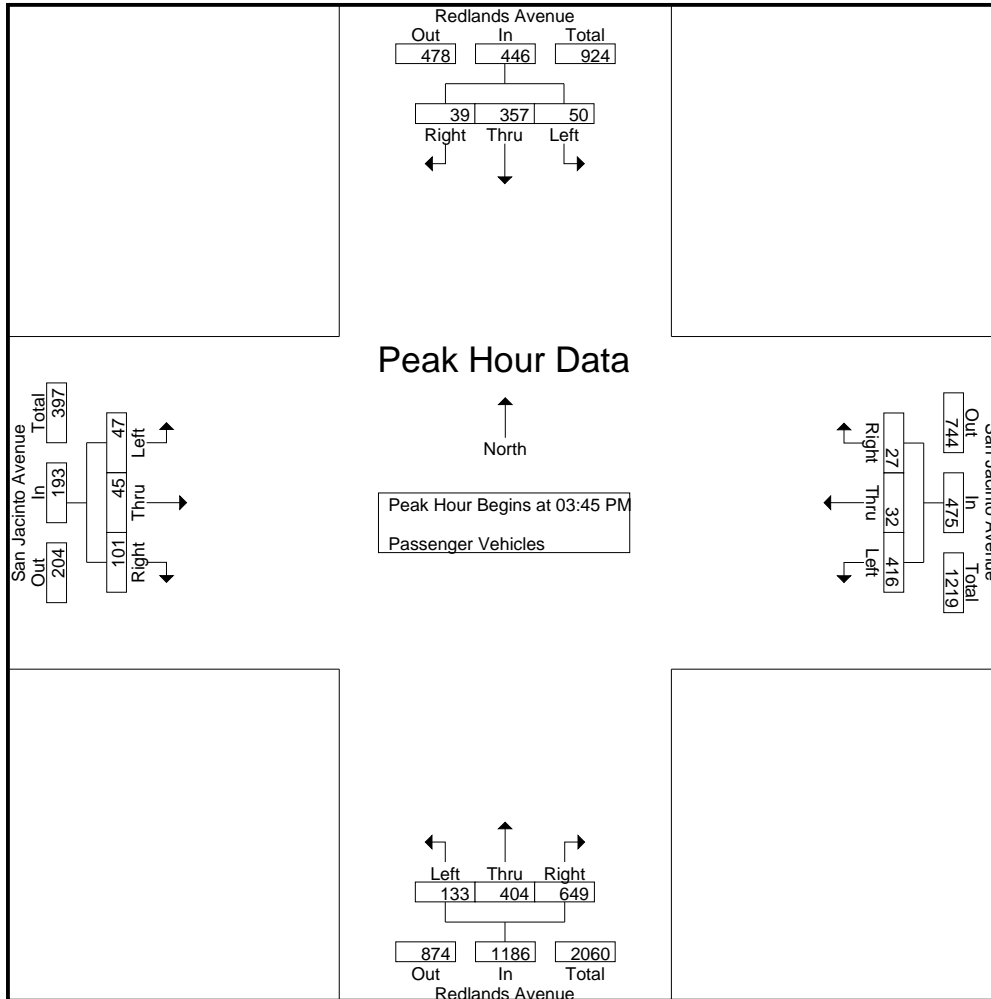 Redlands Avenue
Out In Total
478 446 924
39 357 50
Right Thru Left
Peak Hour Data
North
Peak Hour Begins at 03:45 PM
Passenger Vehicles
San Jacinto Avenue
Total In Out
397 193 204
47 45 101
Left Thru Right
San Jacinto Avenue
Out In Total
744 475 1219
27 32 416
Right Thru Left
Left Thru Right
133 404 649
874 1186 2060
Out In Total
Redlands Avenue